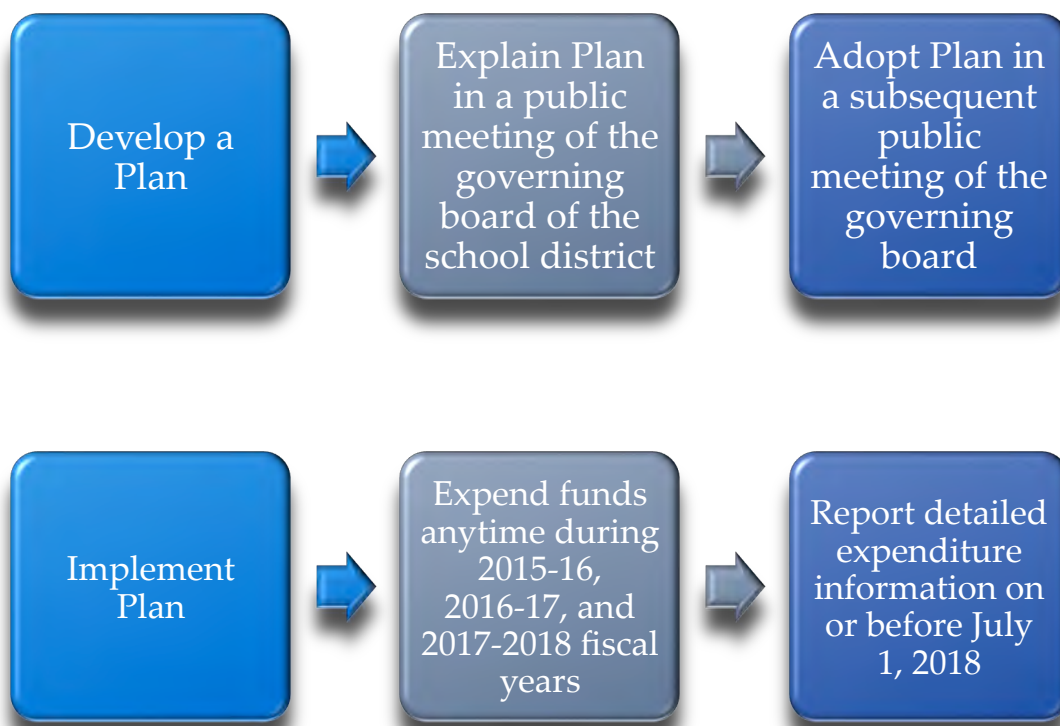 Develop a
Plan
Explain Plan
in a public
meeting of the
governing
board of the
school district
Adopt Plan in
a subsequent
public
meeting of the
governing
board
Implement
Plan
Expend funds
anytime during
2015-16,
2016-17, and
2017-2018 fiscal
years
Report detailed
expenditure
information on
or before July
1, 2018